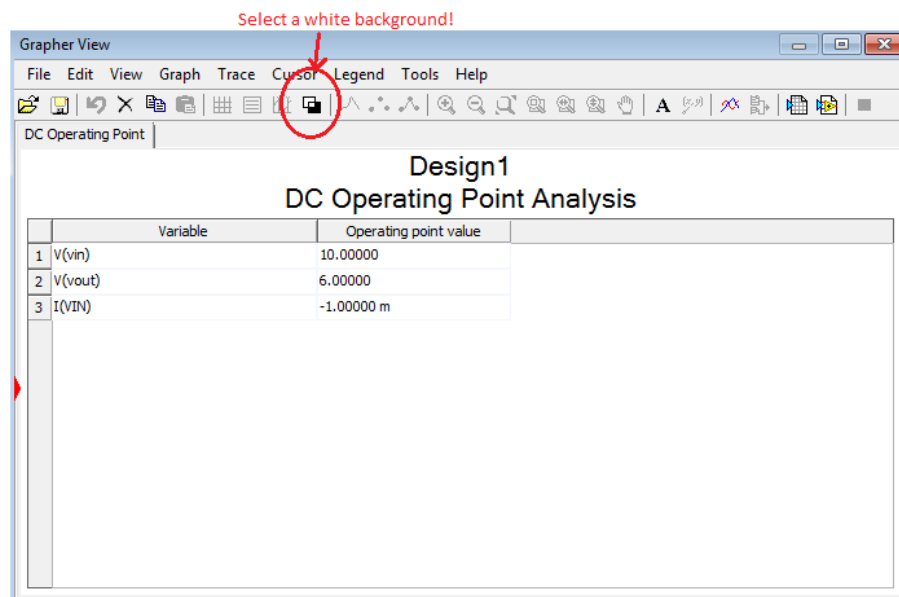 Select a white background!
Grapher View
File Edit View Graph Trace Cursor Legend Tools Help
A
DC Operating Point
Design1
DC Operating Point Analysis
Variable Operating point value
1 V(vin) 10.00000
2 V(vout) 6.00000
3 I(VIN) -1.00000 m